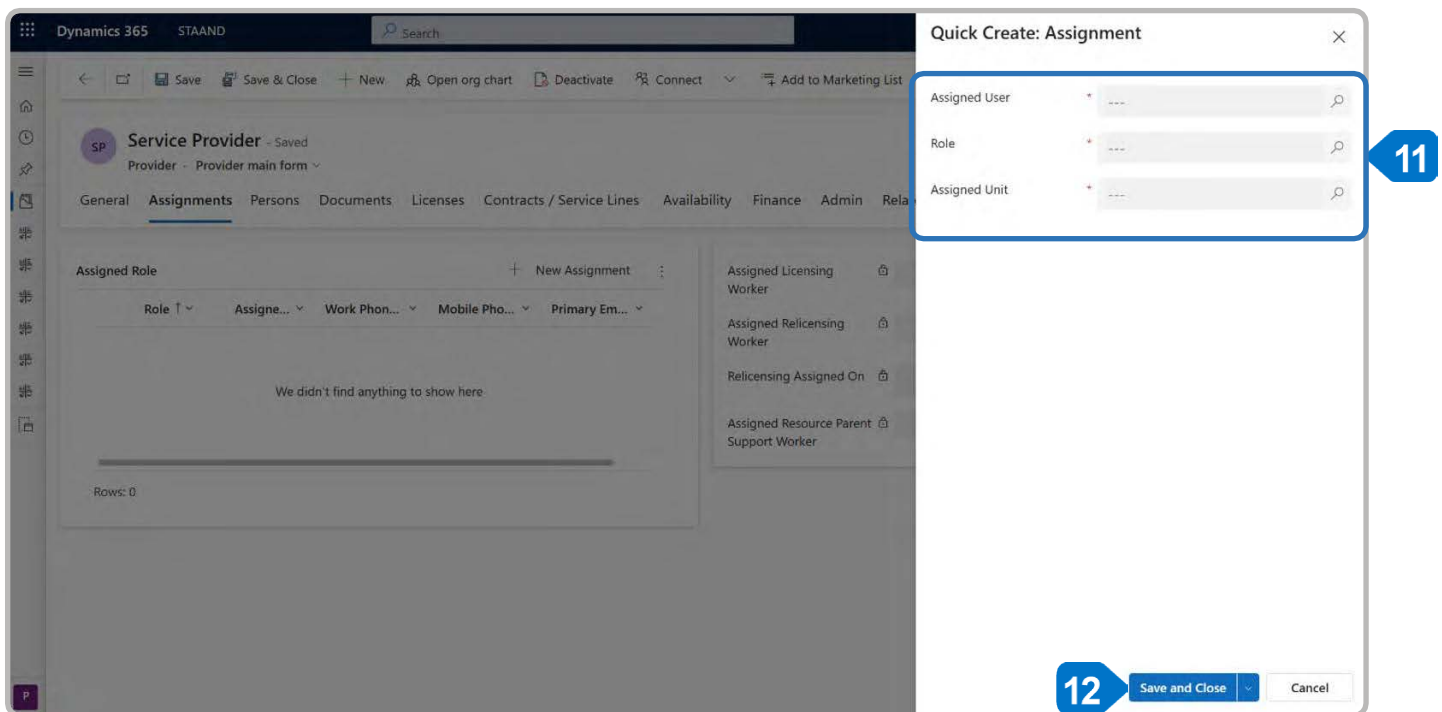 Dynamics 365 STAAND Search
Save Save & Close New Open org chart Deactivate Connect Add to Marketing List
SP
Service Provider - Saved
Provider - Provider main form
General Assignments Persons Documents Licenses Contracts / Service Lines Availability Finance Admin Rela
Assigned Role New Assignment
Role Assigne... Work Phon... Mobile Pho... Primary Em...
We didn't find anything to show here
Rows: 0
Assigned Licensing
Worker
Assigned Relicensing
Worker
Relicensing Assigned On
Assigned Resource Parent
Support Worker
P
Quick Create: Assignment
Assigned User * ---
Role * ---
Assigned Unit * ---
11
12
Save and Close Cancel